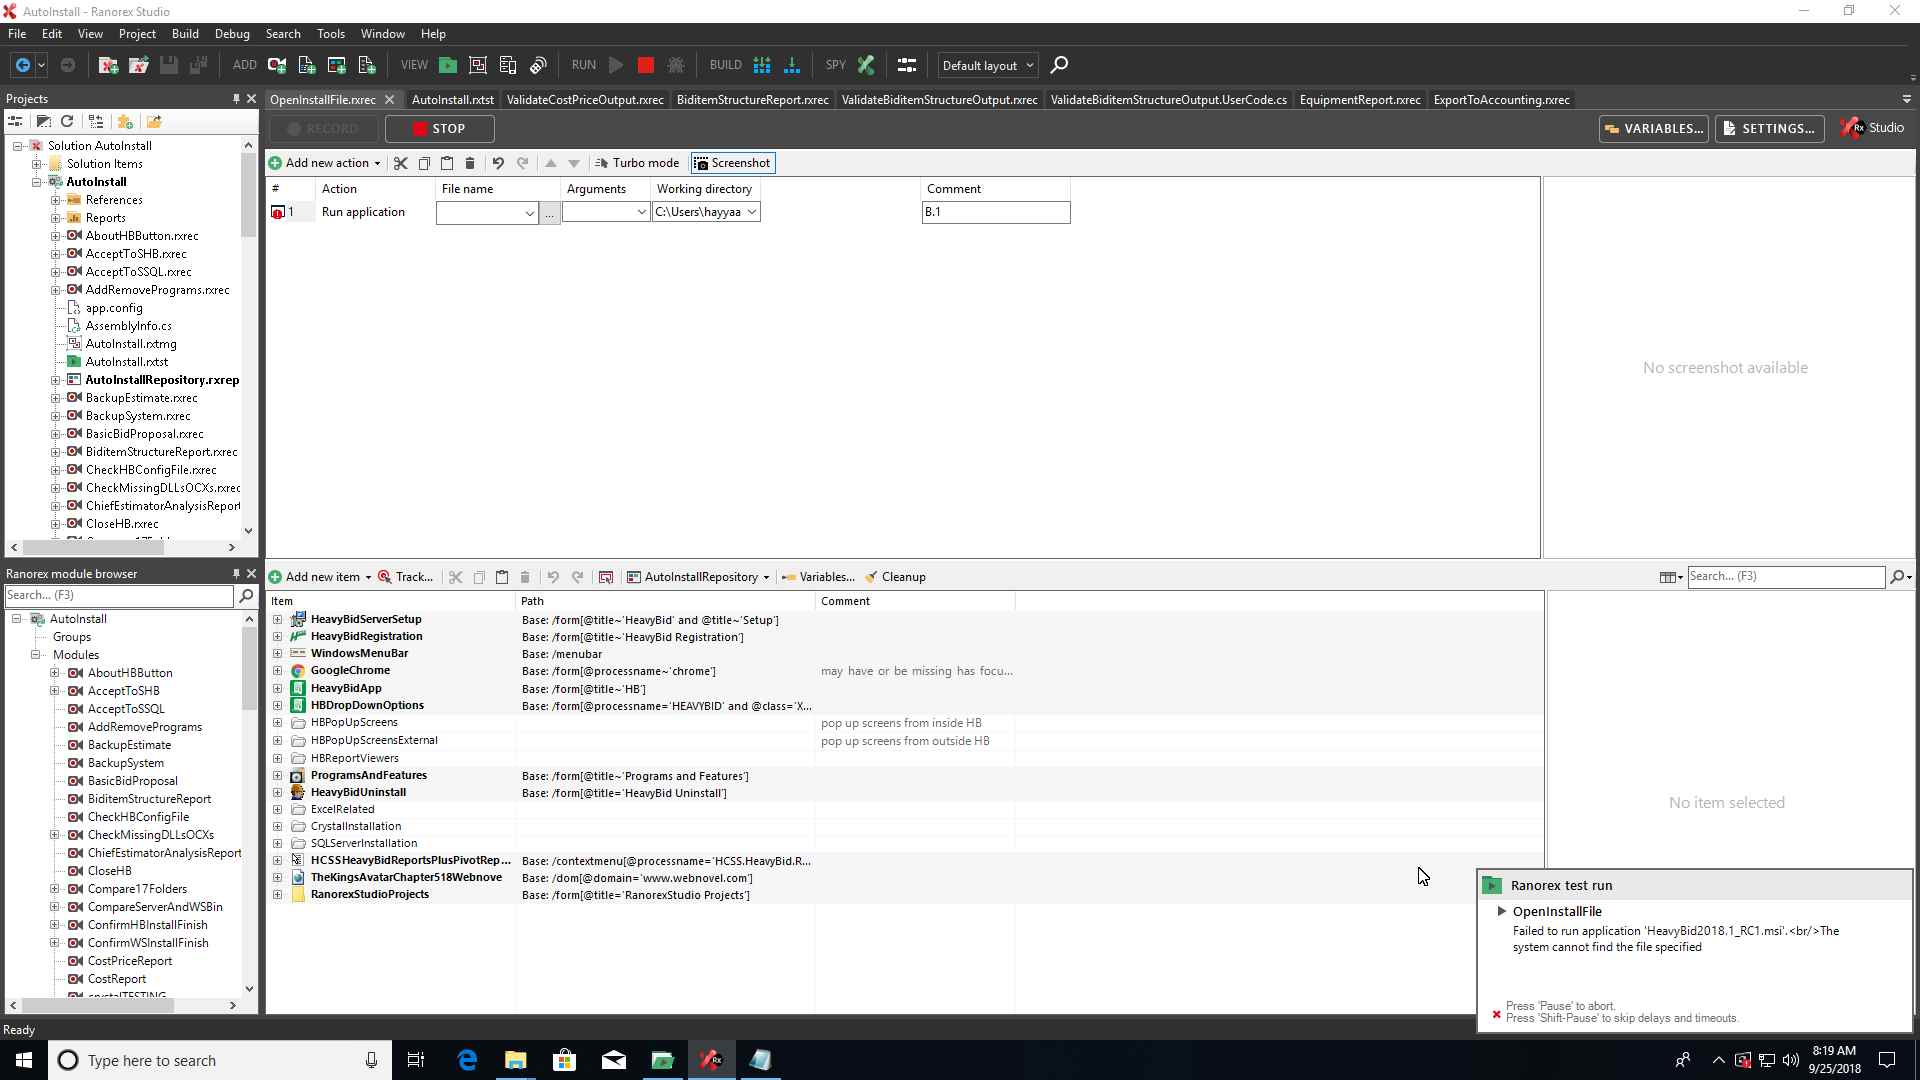 AutoInstall - Ranorex Studio
File Edit View Project Build Debug Search Tools Window Help
ADD VIEW RUN BUILD SPY Default layout
Projects
OpenInstallFile.rxrec AutoInstall.rxtst ValidateCostPriceOutput.rxrec BiditemStructureReport.rxrec ValidateBiditemStructureOutput.rxrec ValidateBiditemStructureOutput.UserCode.cs EquipmentReport.rxrec ExportToAccounting.rxrec
RECORD STOP VARIABLES... SETTINGS... Rx Studio
Add new action Turbo mode Screenshot
# Action File name Arguments Working directory Comment
1 Run application ... C:\Users\hayyaa B.1
No screenshot available
Solution AutoInstall
Solution Items
AutoInstall
References
Reports
AboutHBButton.rxrec
AcceptToSHB.rxrec
AcceptToSSQL.rxrec
AddRemovePrograms.rxrec
app.config
AssemblyInfo.cs
AutoInstall.rxtmg
AutoInstall.rxtst
AutoInstallRepository.rxrep
BackupEstimate.rxrec
BackupSystem.rxrec
BasicBidProposal.rxrec
BiditemStructureReport.rxrec
CheckHBConfigFile.rxrec
CheckMissingDLLsOCXs.rxrec
ChiefEstimatorAnalysisReport
CloseHB.rxrec
Ranorex module browser
Search... (F3)
AutoInstall
Groups
Modules
AboutHBButton
AcceptToSHB
AcceptToSSQL
AddRemovePrograms
BackupEstimate
BackupSystem
BasicBidProposal
BiditemStructureReport
CheckHBConfigFile
CheckMissingDLLsOCXs
ChiefEstimatorAnalysisReport
CloseHB
Compare17Folders
CompareServerAndWSBin
ConfirmHBInstallFinish
ConfirmWSInstallFinish
CostPriceReport
CostReport
crystalTESTING
Add new item Track... AutoInstallRepository Variables... Cleanup Search... (F3)
Item Path Comment
HeavyBidServerSetup Base: /form[@title~'HeavyBid' and @title~'Setup']
HeavyBidRegistration Base: /form[@title~'HeavyBid Registration']
WindowsMenuBar Base: /menubar
GoogleChrome Base: /form[@processname~'chrome'] may have or be missing has focu...
HeavyBidApp Base: /form[@title~'HB']
HBDropDownOptions Base: /form[@processname='HEAVYBID' and @class='X...
HBPopUpScreens pop up screens from inside HB
HBPopUpScreensExternal pop up screens from outside HB
HBReportViewers
ProgramsAndFeatures Base: /form[@title~'Programs and Features']
HeavyBidUninstall Base: /form[@title='HeavyBid Uninstall']
ExcelRelated
CrystalInstallation
SQLServerInstallation
HCSSHeavyBidReportsPlusPivotRep... Base: /contextmenu[@processname='HCSS.HeavyBid.R...
TheKingsAvatarChapter518Webnove Base: /dom[@domain='www.webnovel.com']
RanorexStudioProjects Base: /form[@title='RanorexStudio Projects']
No item selected
Ranorex test run
OpenInstallFile
Failed to run application 'HeavyBid2018.1_RC1.msi'.<br/>The
system cannot find the file specified
Press 'Pause' to abort.
Press 'Shift-Pause' to skip delays and timeouts.
Ready
Type here to search
8:19 AM
9/25/2018